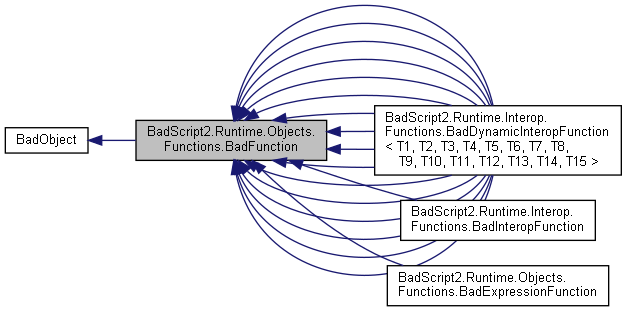 BadObject
BadScript2.Runtime.Objects.
Functions.BadFunction
BadScript2.Runtime.Interop.
Functions.BadDynamicInteropFunction
< T1, T2, T3, T4, T5, T6, T7, T8,
T9, T10, T11, T12, T13, T14, T15 >
BadScript2.Runtime.Interop.
Functions.BadInteropFunction
BadScript2.Runtime.Objects.
Functions.BadExpressionFunction